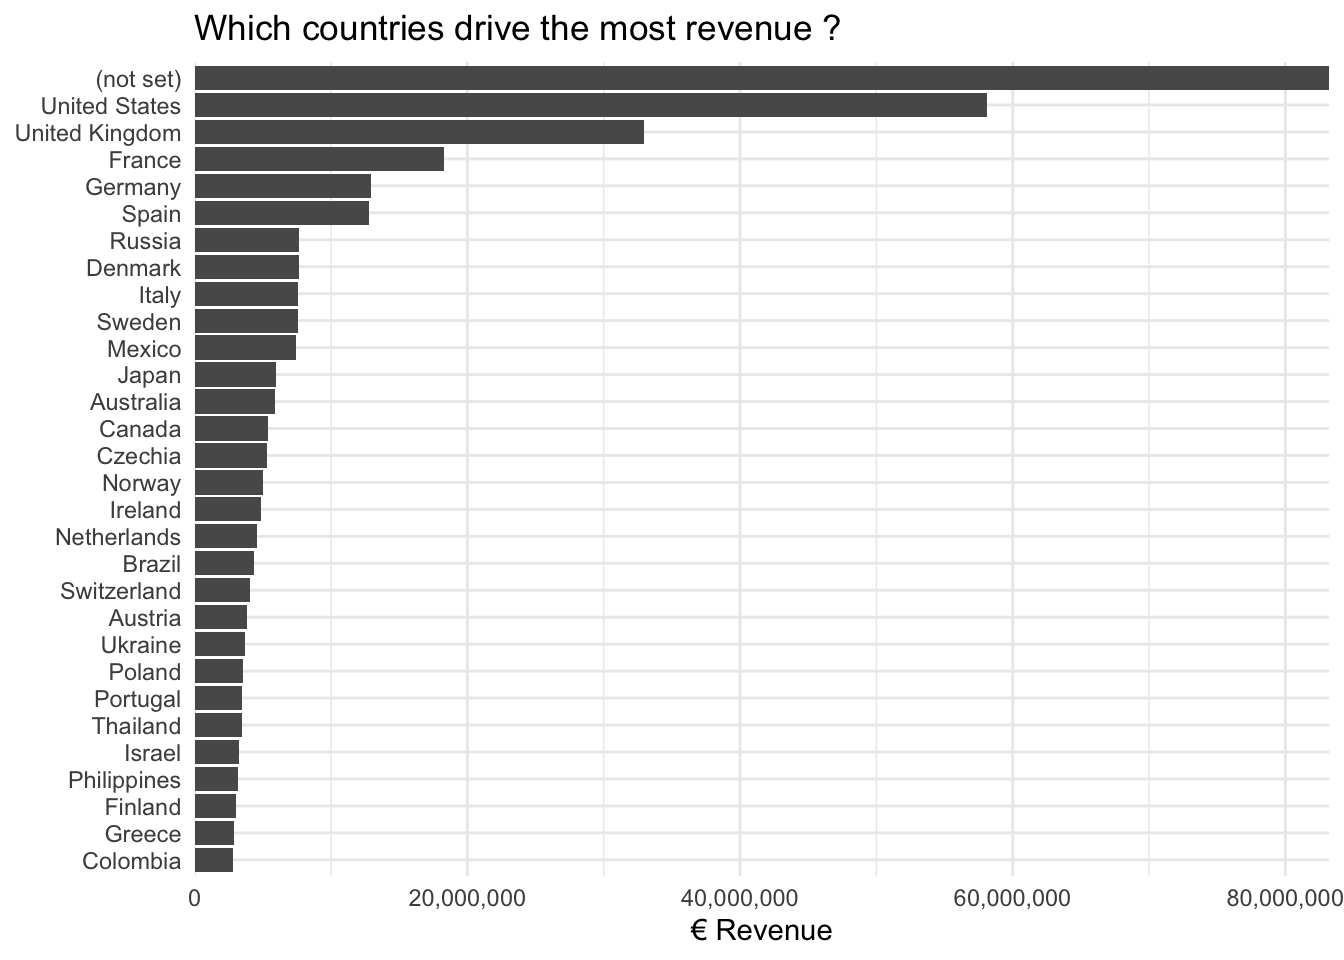 Which countries drive the most revenue ?
(not set)
United States
United Kingdom
France
Germany
Spain
Russia
Denmark
Italy
Sweden
Mexico
Japan
Australia
Canada
Czechia
Norway
Ireland
Netherlands
Brazil
Switzerland
Austria
Ukraine
Poland
Portugal
Thailand
Israel
Philippines
Finland
Greece
Colombia
0 20,000,000 40,000,000 60,000,000 80,000,000
€ Revenue